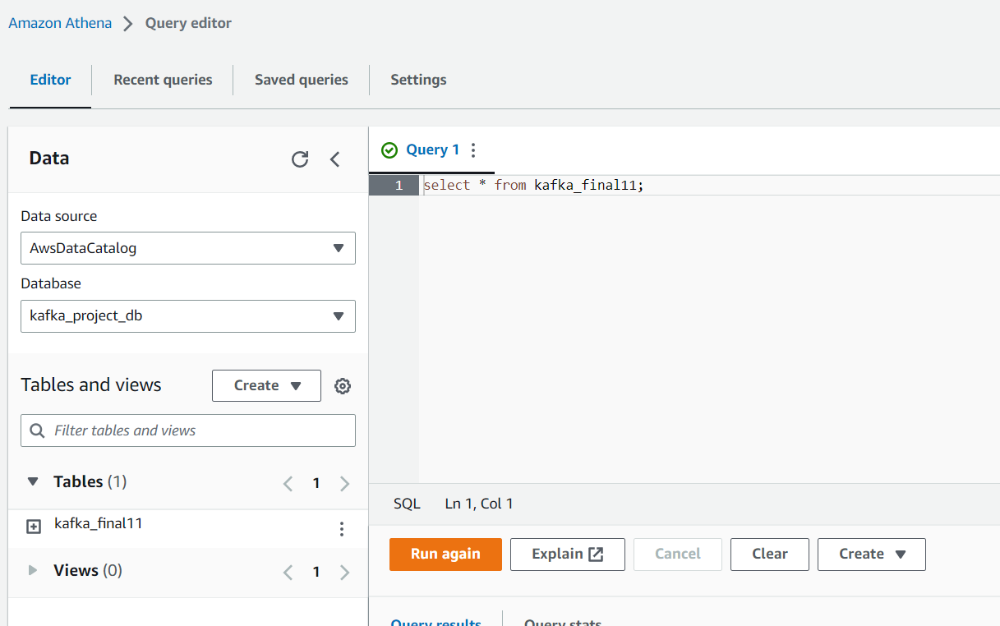 Amazon Athena > Query editor
Editor Recent queries Saved queries Settings
Data
Data source
AwsDataCatalog
Database
kafka_project_db
Tables and views Create
Filter tables and views
Tables (1) 1
kafka_final11
Views (0) 1
Query 1
1 select * from kafka_final11;
SQL Ln 1, Col 1
Run again Explain Cancel Clear Create
Query results Query stats